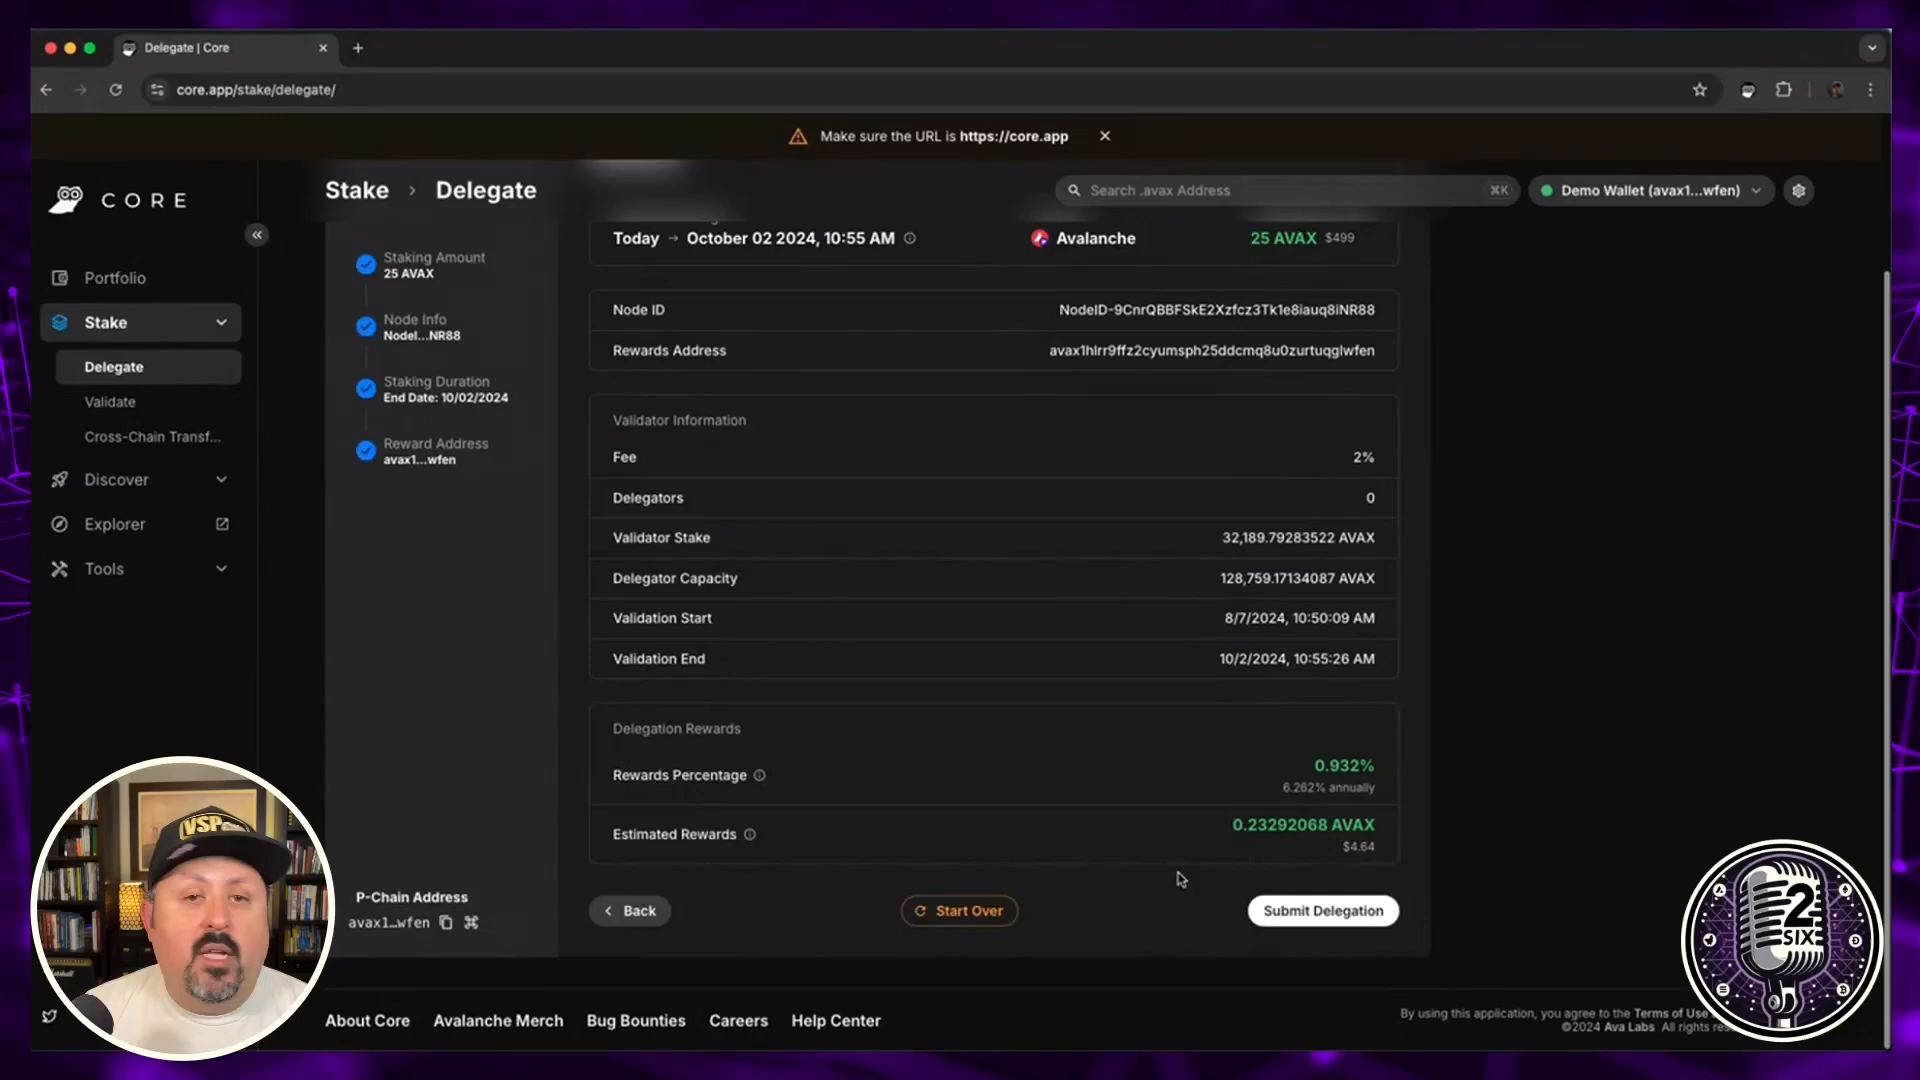 Delegate | Core
core.app/stake/delegate/
Make sure the URL is https://core.app
CORE
Stake > Delegate
Search .avax Address
⌘K
Demo Wallet (avax1...wfen)
Portfolio
Stake
Delegate
Validate
Cross-Chain Transf...
Discover
Explorer
Tools
Staking Amount
25 AVAX
Node Info
NodeI...NR88
Staking Duration
End Date: 10/02/2024
Reward Address
avax1...wfen
P-Chain Address
avax1…wfen
Today → October 02 2024, 10:55 AM
Avalanche
25 AVAX $499
Node ID
NodeID-9CnrQBBFSkE2Xzfcz3Tk1e8iauq8iNR88
Rewards Address
avax1hlrr9ffz2cyumsph25ddcmq8u0zurtuqglwfen
Validator Information
Fee
2%
Delegators
0
Validator Stake
32,189.79283522 AVAX
Delegator Capacity
128,759.17134087 AVAX
Validation Start
8/7/2024, 10:50:09 AM
Validation End
10/2/2024, 10:55:26 AM
Delegation Rewards
Rewards Percentage
0.932%
6.262% annually
Estimated Rewards
0.23292068 AVAX
$4.64
Back
Start Over
Submit Delegation
VSP
2
SIX
About Core
Avalanche Merch
Bug Bounties
Careers
Help Center
By using this application, you agree to the Terms of Use
©2024 Ava Labs All rights